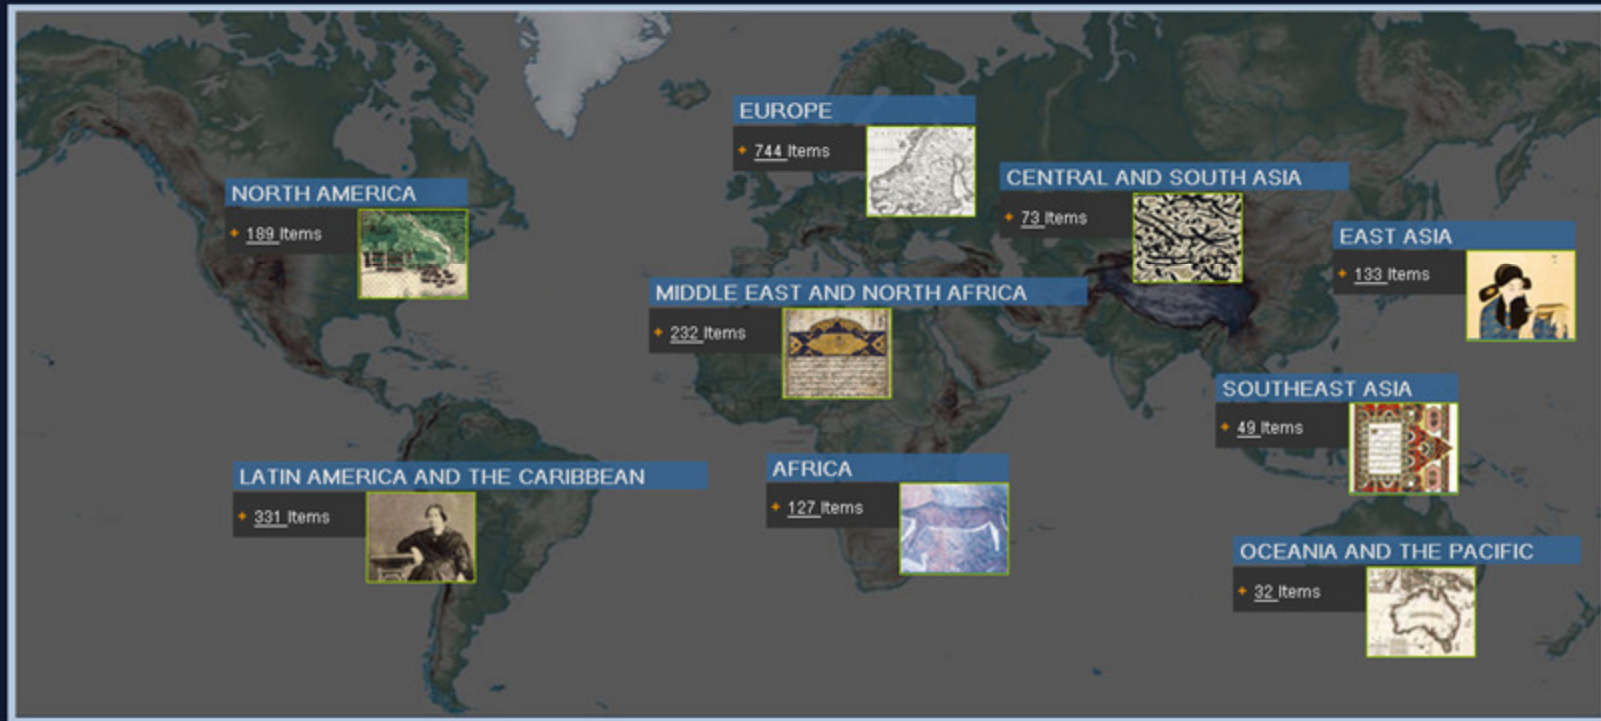 EUROPE
744 Items
NORTH AMERICA
189 Items
CENTRAL AND SOUTH ASIA
73 Items
EAST ASIA
133 Items
MIDDLE EAST AND NORTH AFRICA
232 Items
SOUTHEAST ASIA
49 Items
LATIN AMERICA AND THE CARIBBEAN
331 Items
AFRICA
127 Items
OCEANIA AND THE PACIFIC
32 Items